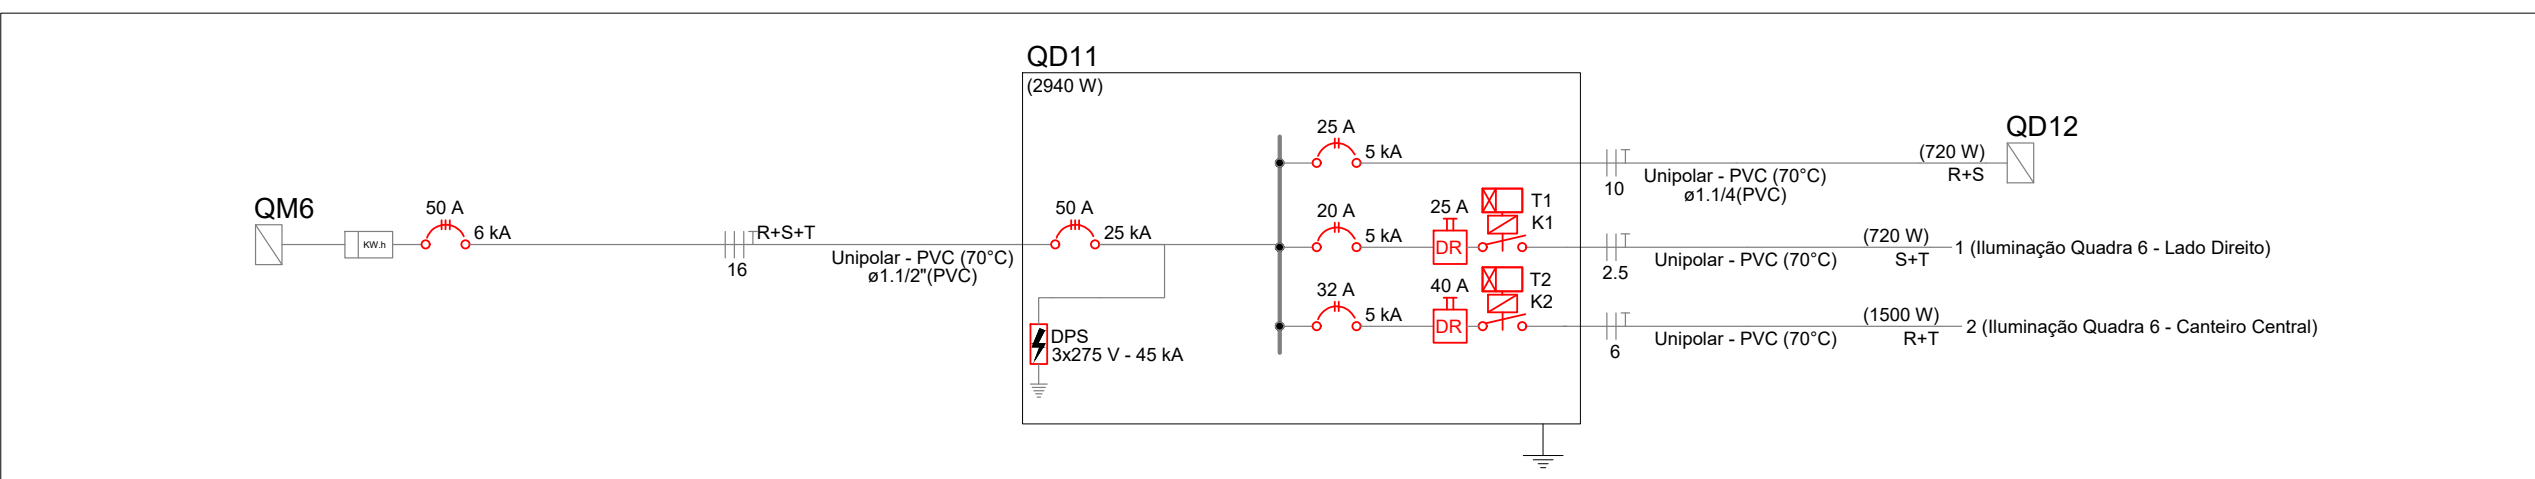 QD11
(2940 W)
25 A
5 kA
QD12
(720 W)
R+S
10
Unipolar - PVC (70°C)
ø1.1/4(PVC)
QM6
KW.h
50 A
6 kA
R+S+T
16
Unipolar - PVC (70°C)
ø1.1/2"(PVC)
50 A
25 kA
20 A
5 kA
25 A
DR
T1
K1
2.5
Unipolar - PVC (70°C)
(720 W)
S+T
1 (Iluminação Quadra 6 - Lado Direito)
DPS
3x275 V - 45 kA
32 A
5 kA
40 A
DR
T2
K2
6
Unipolar - PVC (70°C)
(1500 W)
R+T
2 (Iluminação Quadra 6 - Canteiro Central)